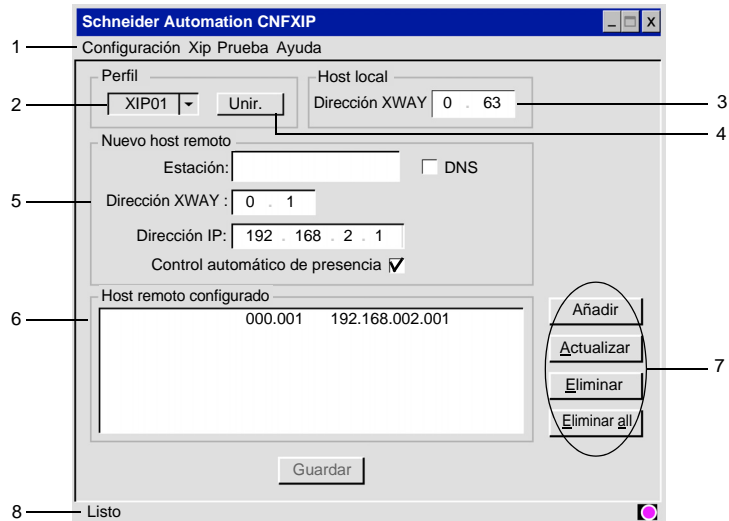 Schneider Automation CNFXIP
1 Configuración Xip Prueba Ayuda
Perfil Host local
2 XIP01 Unir. Dirección XWAY 0 . 63 3
4
Nuevo host remoto
Estación: DNS
5 Dirección XWAY : 0 . 1
Dirección IP: 192 . 168 . 2 . 1
Control automático de presencia
Host remoto configurado
6 000.001 192.168.002.001
Añadir
Actualizar
7
Eliminar
Eliminar all
Guardar
8 Listo